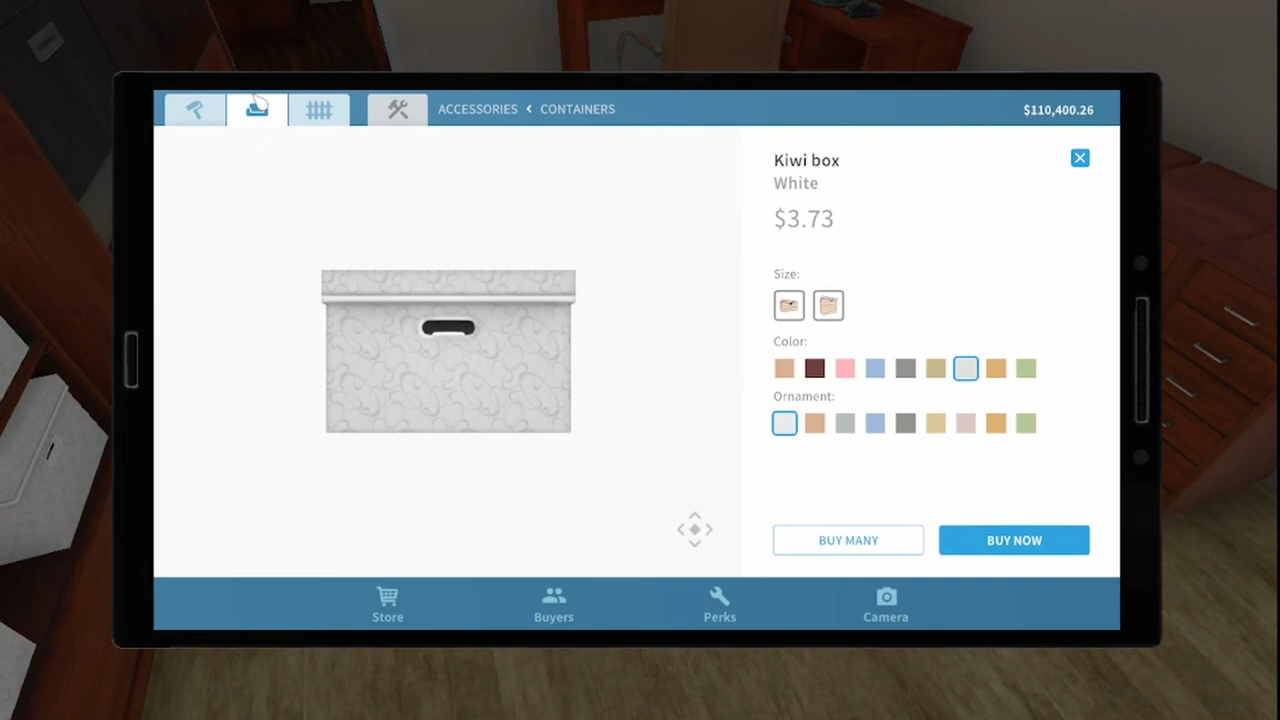 ACCESSORIES < CONTAINERS
$110,400.26
Kiwi box
White
$3.73
Size:
Color:
Ornament:
BUY MANY
BUY NOW
Store
Buyers
Perks
Camera